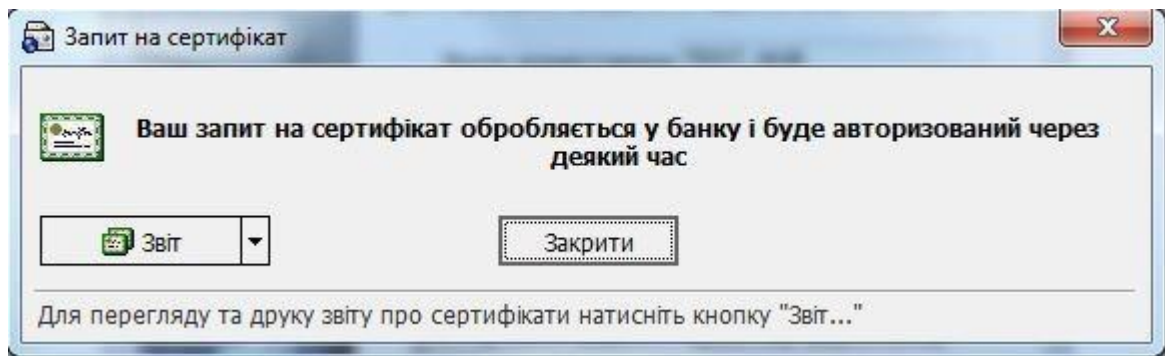 Запит на сертифікат
Ваш запит на сертифікат обробляється у банку і буде авторизований через
деякий час
Звіт
Закрити
Для перегляду та друку звіту про сертифікати натисніть кнопку "Звіт..."